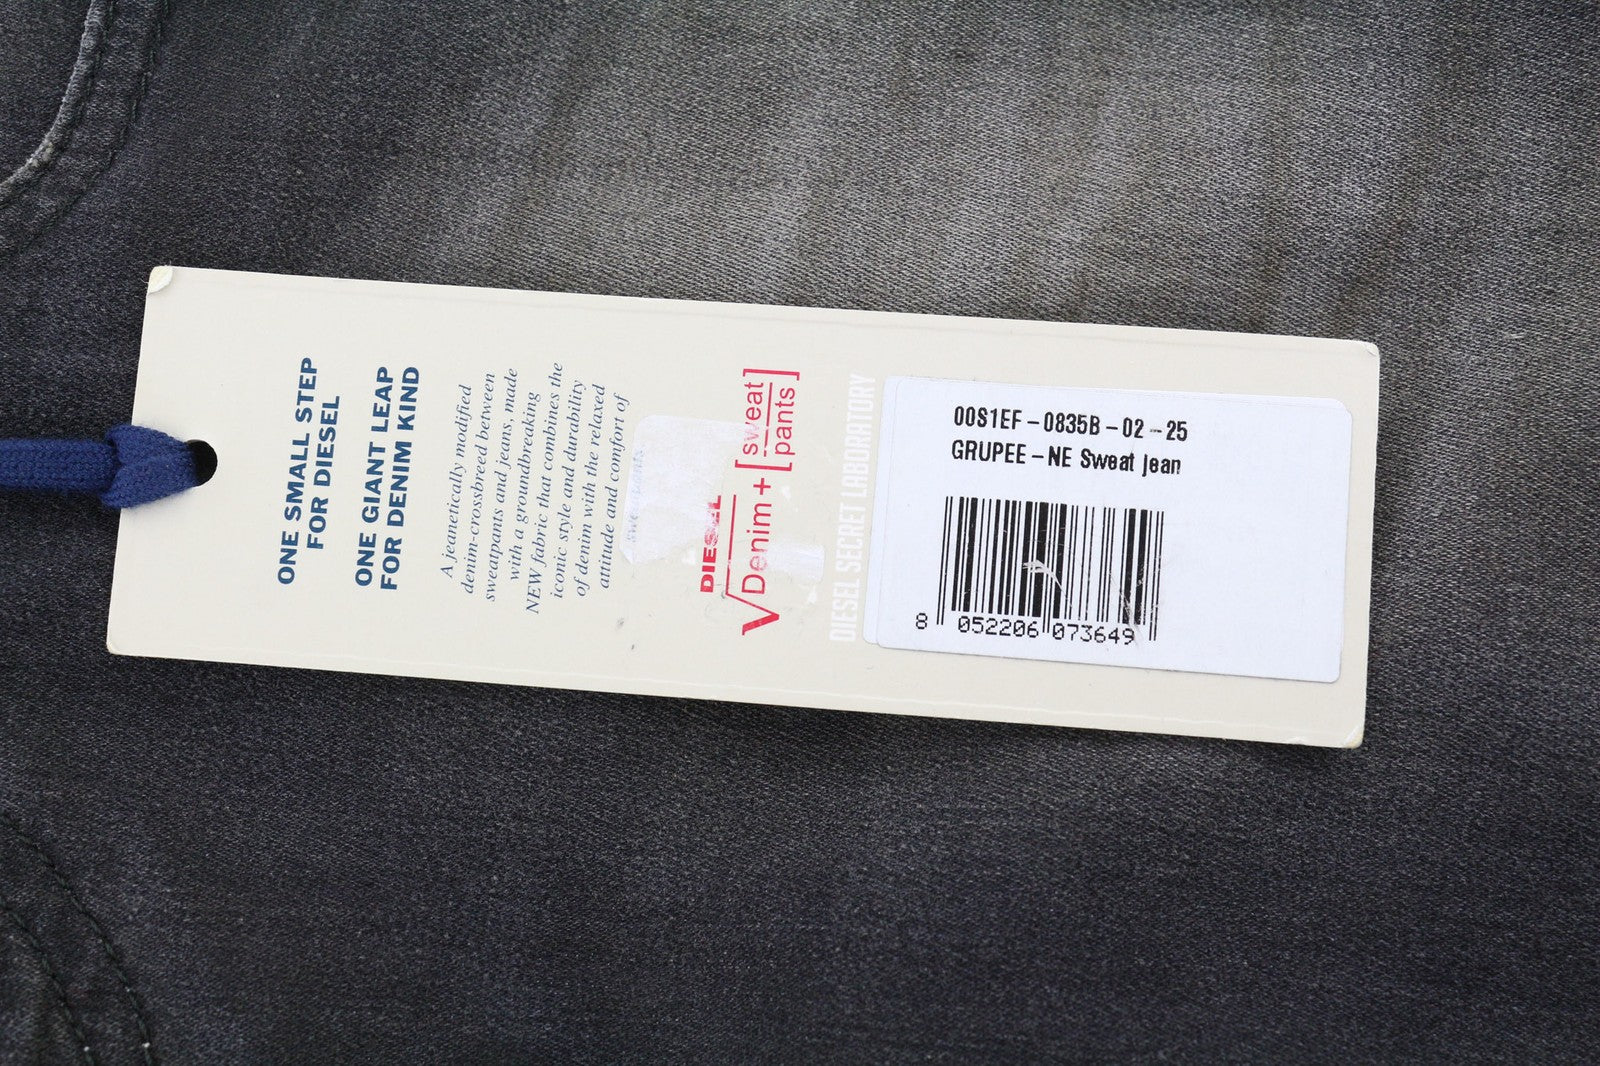 ONE SMALL STEP
FOR DIESEL
ONE GIANT LEAP
FOR DENIM KIND
A jeanetically modified
denim-crossbreed between
sweatpants and jeans, made
with a groundbreaking
NEW fabric that combines the
iconic style and durability
of denim with the relaxed
attitude and comfort of
DIESEL
√Denim + [sweat
pants]
DIESEL SECRET LABORATORY
00S1EF-0835B-02-25
GRUPEE-NE Sweat jean
8 052206 073649